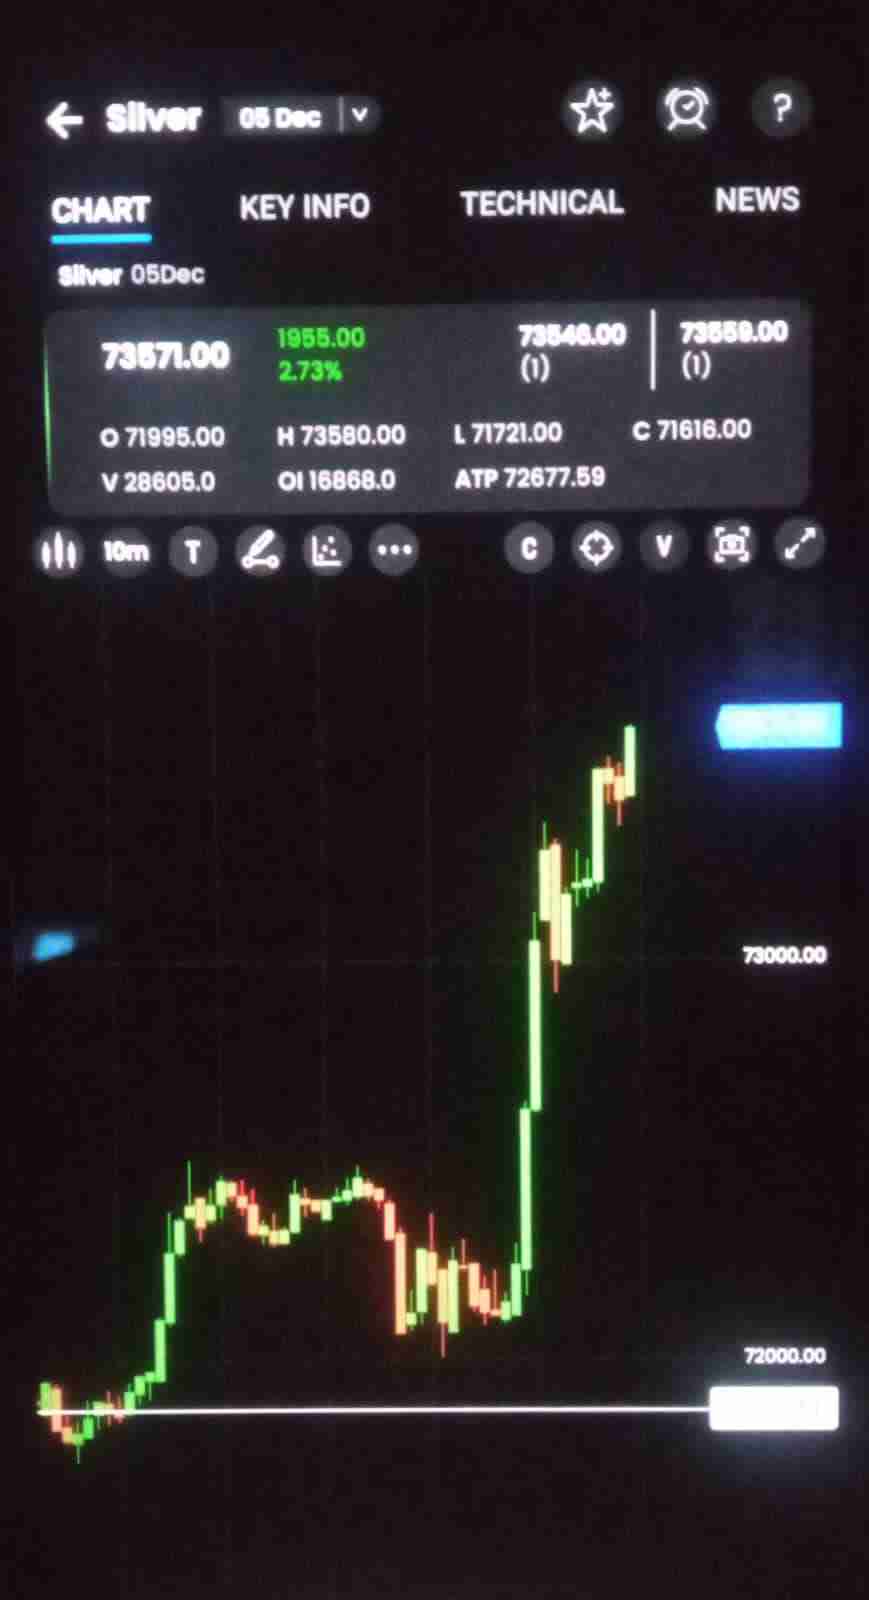 Silver 05 Dec
?
CHART KEY INFO TECHNICAL NEWS
Silver 05Dec
73571.00 1955.00 73546.00 73559.00
2.73% (1) (1)
O 71995.00 H 73580.00 L 71721.00 C 71616.00
V 28605.0 OI 16868.0 ATP 72677.59
10m T C V
73000.00
72000.00